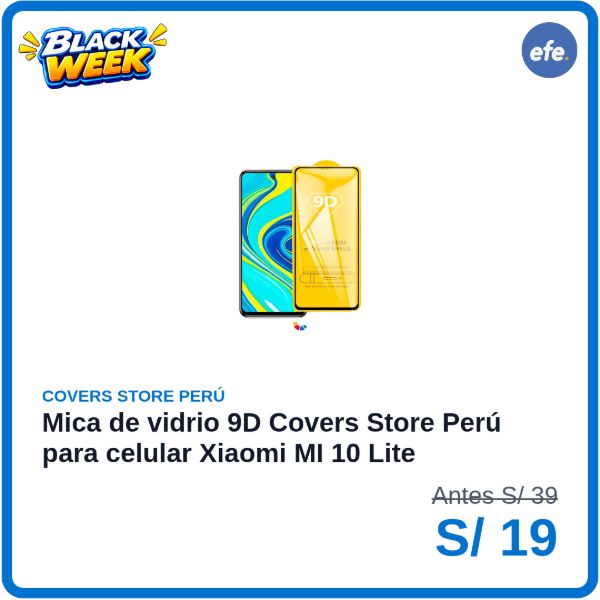 BLACK
WEEK
efe.
9D
COVERS STORE PERÚ
Mica de vidrio 9D Covers Store Perú
para celular Xiaomi MI 10 Lite
Antes S/ 39
S/ 19